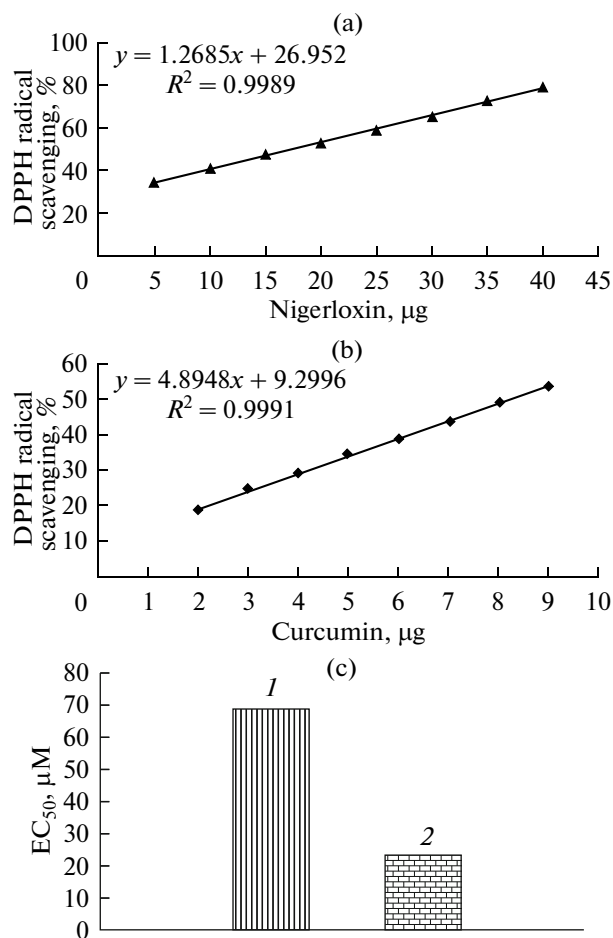 (a)
y = 1.2685x + 26.952
R² = 0.9989
DPPH radical
scavenging, %
100
80
60
40
20
0
5 10 15 20 25 30 35 40 45
Nigerloxin, μg
(b)
y = 4.8948x + 9.2996
R² = 0.9991
DPPH radical
scavenging, %
60
50
40
30
20
10
0
1 2 3 4 5 6 7 8 9 10
Curcumin, μg
(c)
EC₅₀, μM
80
70
60
50
40
30
20
10
0
1
2